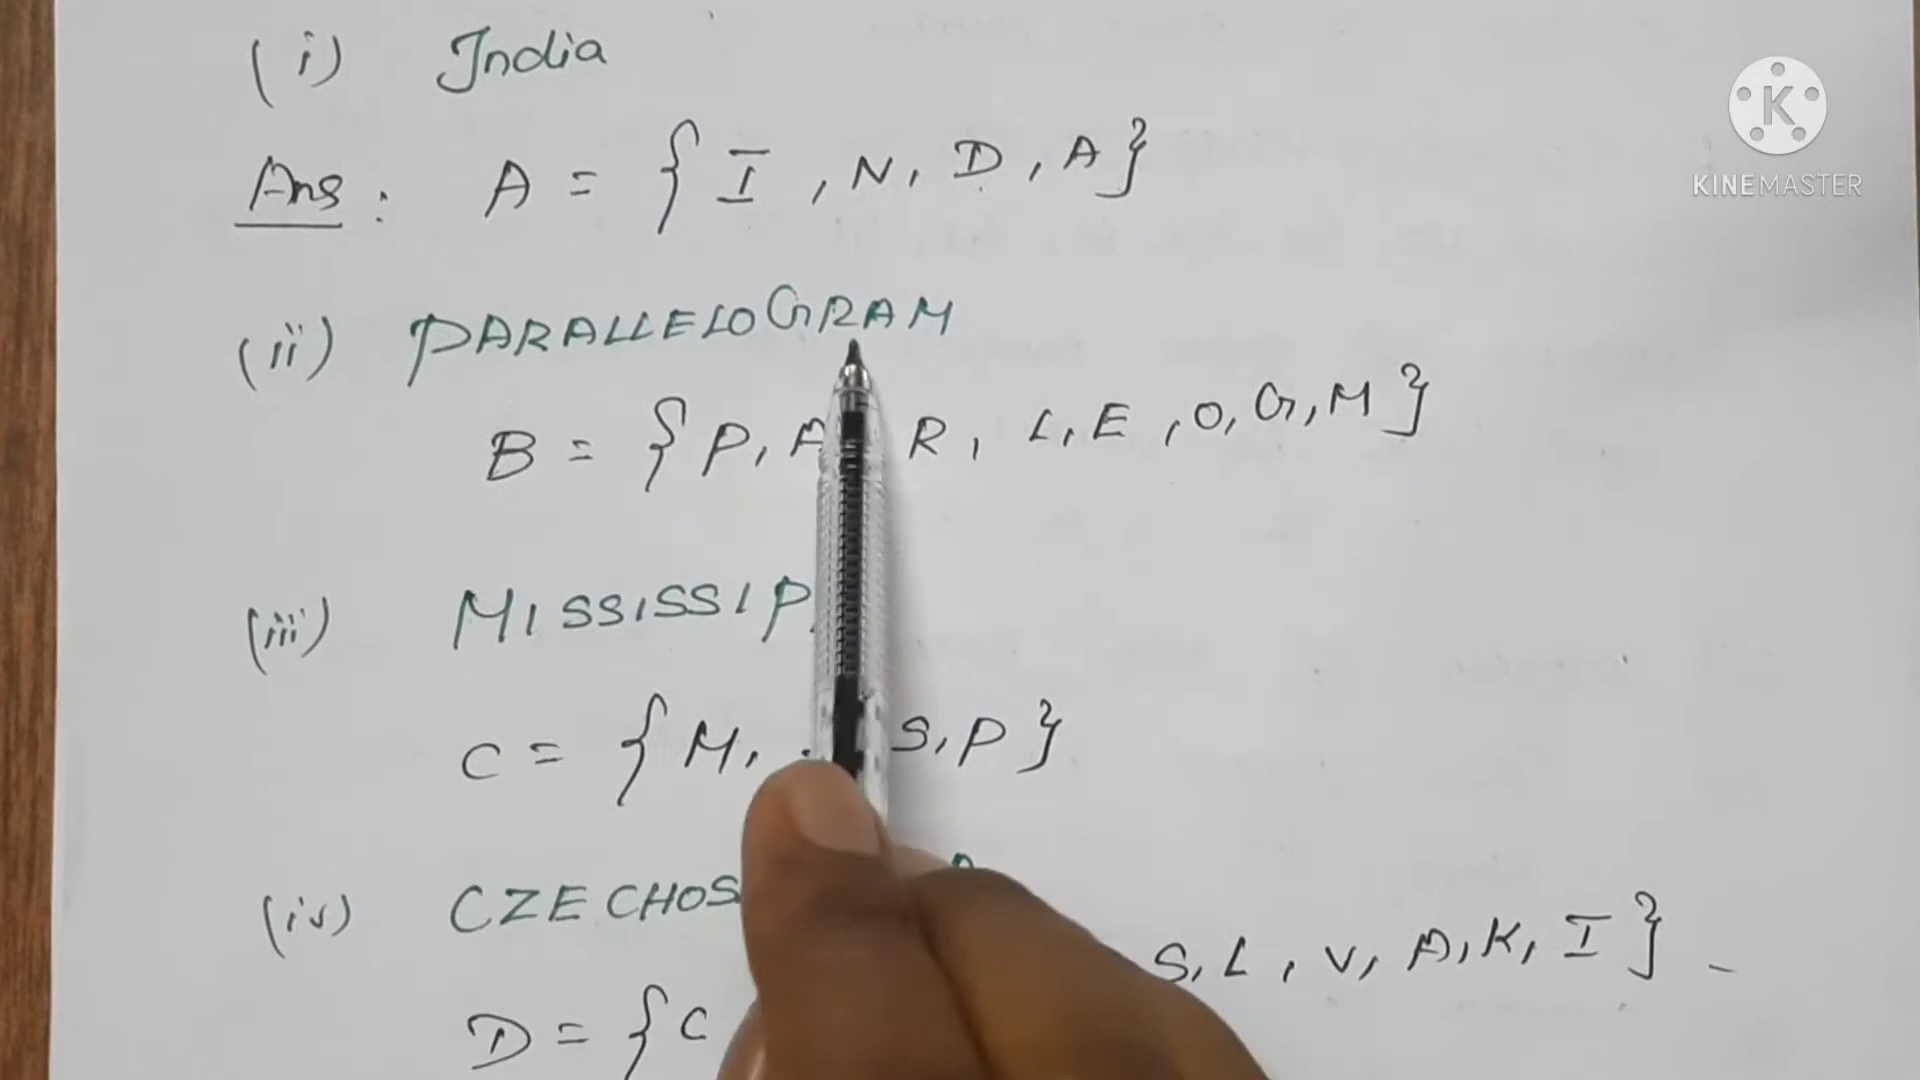 (i) India
K
KINEMASTER
Ans: A = { I, N, D, A}
(ii) PARALLELOGRAM
B = { P, A R, L, E, O, G, M }
(iii) MISSISSIP
C = { M, S, P }
(iv) CZECHOS
S, L, V, A, K, I }
D = { C